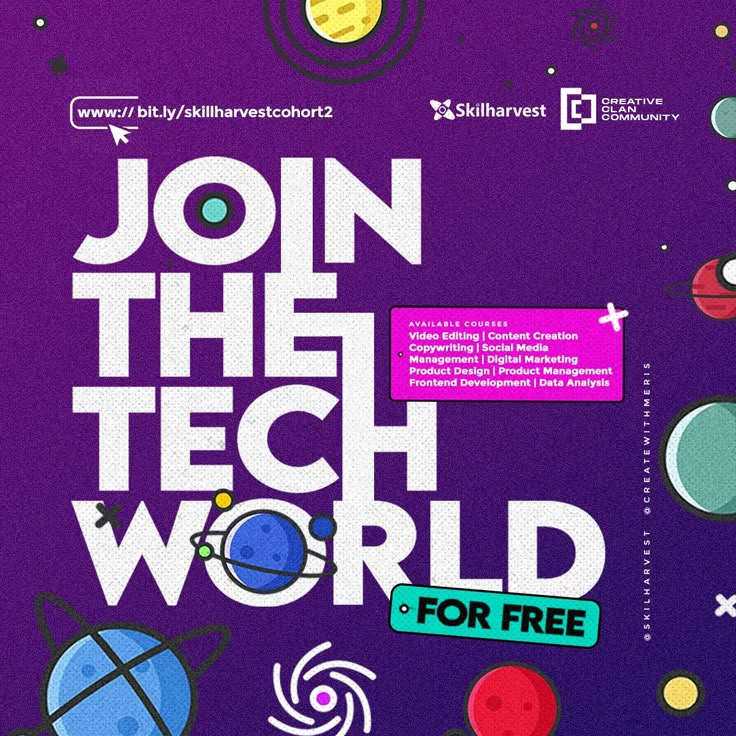 www:// bit.ly/skillharvestcohort2
Skilharvest
CREATIVE
CLAN
COMMUNITY
JOIN
THE
TECH
WORLD
AVAILABLE COURSES
Video Editing | Content Creation
Copywriting | Social Media
Management | Digital Marketing
Product Design | Product Management
Frontend Development | Data Analysis
FOR FREE
@SKILHARVEST @CREATEWITHMERIS